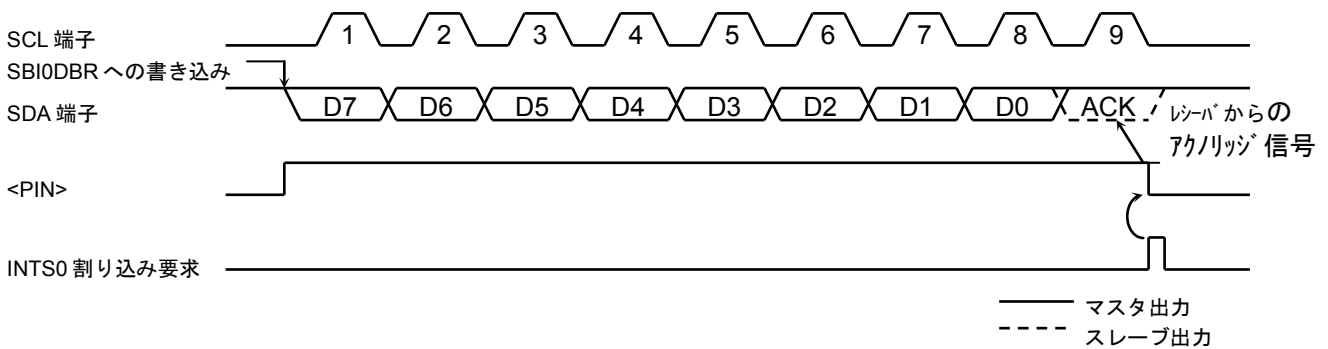 SCL 端子
1 2 3 4 5 6 7 8 9
SBI0DBR への書き込み
SDA 端子
D7 D6 D5 D4 D3 D2 D1 D0 ACK
レシーバからの
アクノリッジ信号
<PIN>
INTS0 割り込み要求
マスタ出力
スレーブ出力